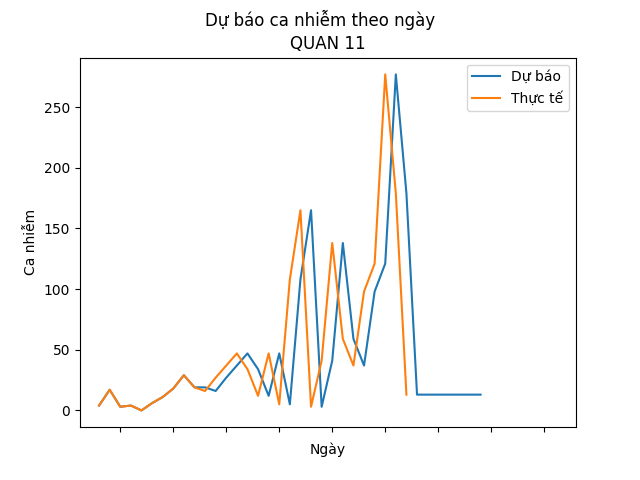 Dự báo ca nhiễm theo ngày
QUAN 11
Dự báo
Thực tế
250
200
150
100
50
0
Ca nhiễm
Ngày